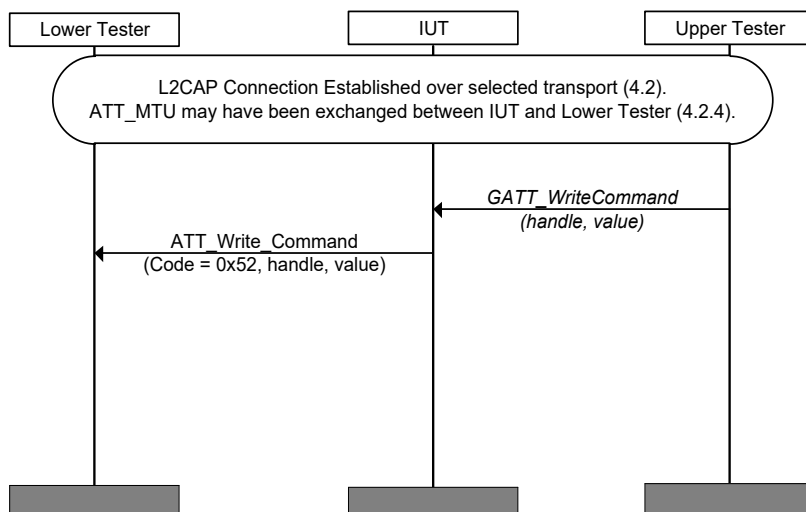 Lower Tester
IUT
Upper Tester
L2CAP Connection Established over selected transport (4.2).
ATT_MTU may have been exchanged between IUT and Lower Tester (4.2.4).
GATT_WriteCommand
(handle, value)
ATT_Write_Command
(Code = 0x52, handle, value)